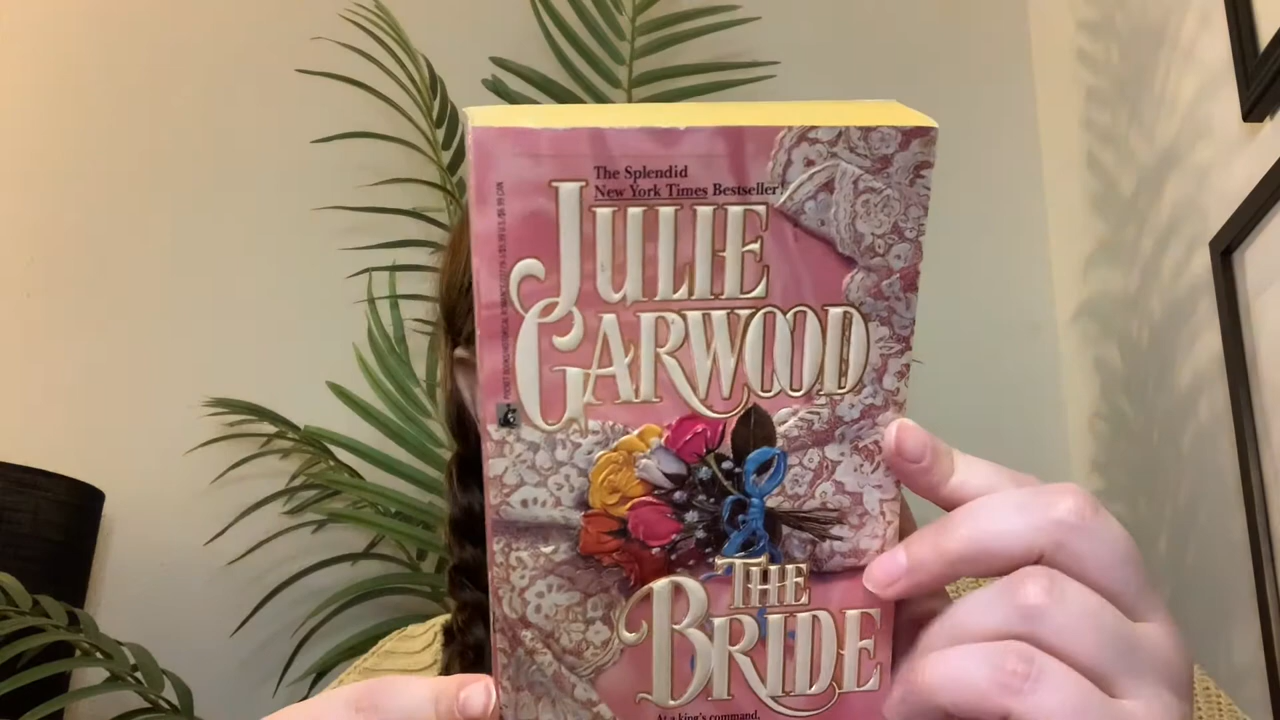 The Splendid
New York Times Bestseller!
JULIE
GARWOOD
THE
BRIDE
At a king's command,